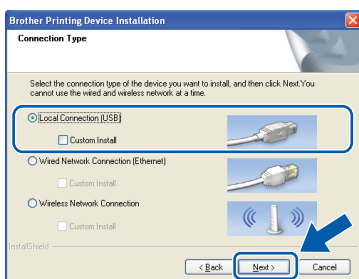 Brother Printing Device Installation
Connection Type
Select the connection type of the device you want to install, and then click Next.You
cannot use the wired and wireless network at a time.
Local Connection (USB)
Custom Install
Wired Network Connection (Ethernet)
Custom Install
Wireless Network Connection
Custom Install
InstallShield
< Back Next > Cancel